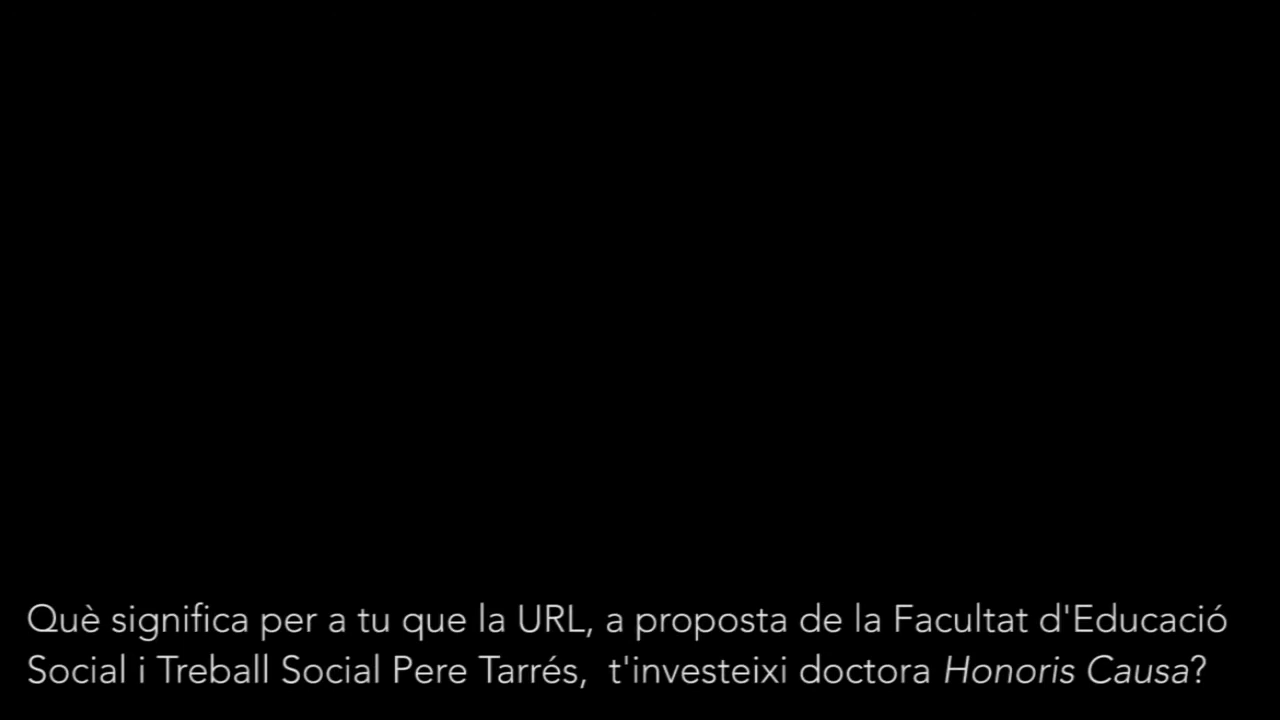 Què significa per a tu que la URL, a proposta de la Facultat d'Educació
Social i Treball Social Pere Tarrés,  t'investeixi doctora Honoris Causa?